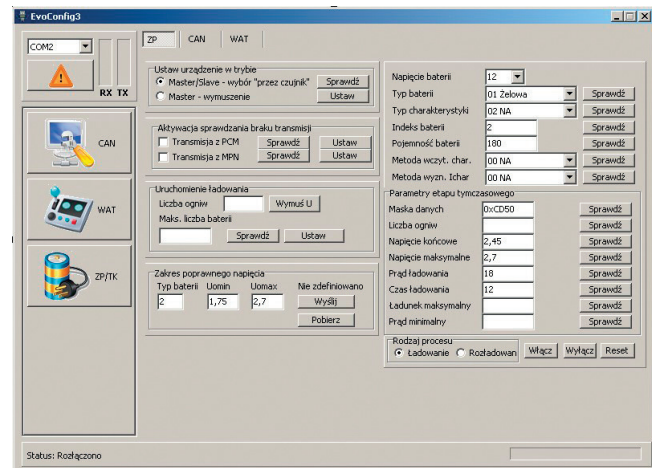 EvoConfig3
COM2
RX TX
CAN
WAT
ZP/TK
ZP CAN WAT
Ustaw urządzenie w trybie
Master/Slave - wybór "przez czujnik" Sprawdź
Master - wymuszenie Ustaw
Aktywacja sprawdzania braku transmisji
Transmisja z PCM Sprawdź Ustaw
Transmisja z MPN Sprawdź Ustaw
Uruchomienie ładowania
Liczba ogniw Wymuś U
Maks. liczba baterii
Sprawdź Ustaw
Zakres poprawnego napięcia
Typ baterii Uomin Uomax Nie zdefiniowano
2 1,75 2,7 Wyślij
Pobierz
Napięcie baterii 12
Typ baterii 01 Żelowa Sprawdź
Typ charakterystyki 02 NA Sprawdź
Indeks baterii 2 Sprawdź
Pojemność baterii 180 Sprawdź
Metoda wczyt. char. 00 NA Sprawdź
Metoda wyzn. Ichar 00 NA Sprawdź
Parametry etapu tymczasowego
Maska danych 0xCD50 Sprawdź
Liczba ogniw Sprawdź
Napięcie końcowe 2,45 Sprawdź
Napięcie maksymalne 2,7 Sprawdź
Prąd ładowania 18 Sprawdź
Czas ładowania 12 Sprawdź
Ładunek maksymalny Sprawdź
Prąd minimalny Sprawdź
Rodzaj procesu
Ładowanie Rozładowan Włącz Wyłącz Reset
Status: Rozłączono